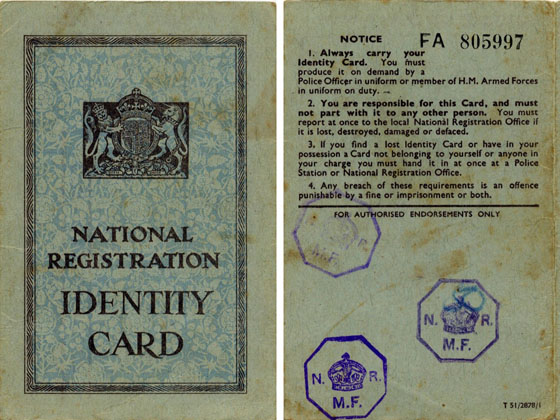 NATIONAL
REGISTRATION
IDENTITY
CARD
NOTICE
FA 805997
1. Always carry your
Identity Card. You must
produce it on demand by a
Police Officer in uniform or member of H.M. Armed Forces
in uniform on duty.
2. You are responsible for this Card, and must
not part with it to any other person. You must
report at once to the local National Registration Office if
it is lost, destroyed, damaged or defaced.
3. If you find a lost Identity Card or have in your
possession a Card not belonging to yourself or anyone in
your charge you must hand it in at once at a Police
Station or National Registration Office.
4. Any breach of these requirements is an offence
punishable by a fine or imprisonment or both.
FOR AUTHORISED ENDORSEMENTS ONLY
R.
M.F.
N. R.
M.F.
N. R.
M.F.
T 51/2878/1